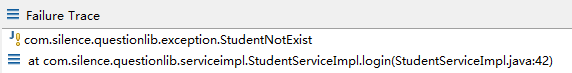 Failure Trace
com.silence.questionlib.exception.StudentNotExist
at com.silence.questionlib.serviceimpl.StudentServiceImpl.login(StudentServiceImpl.java:42)